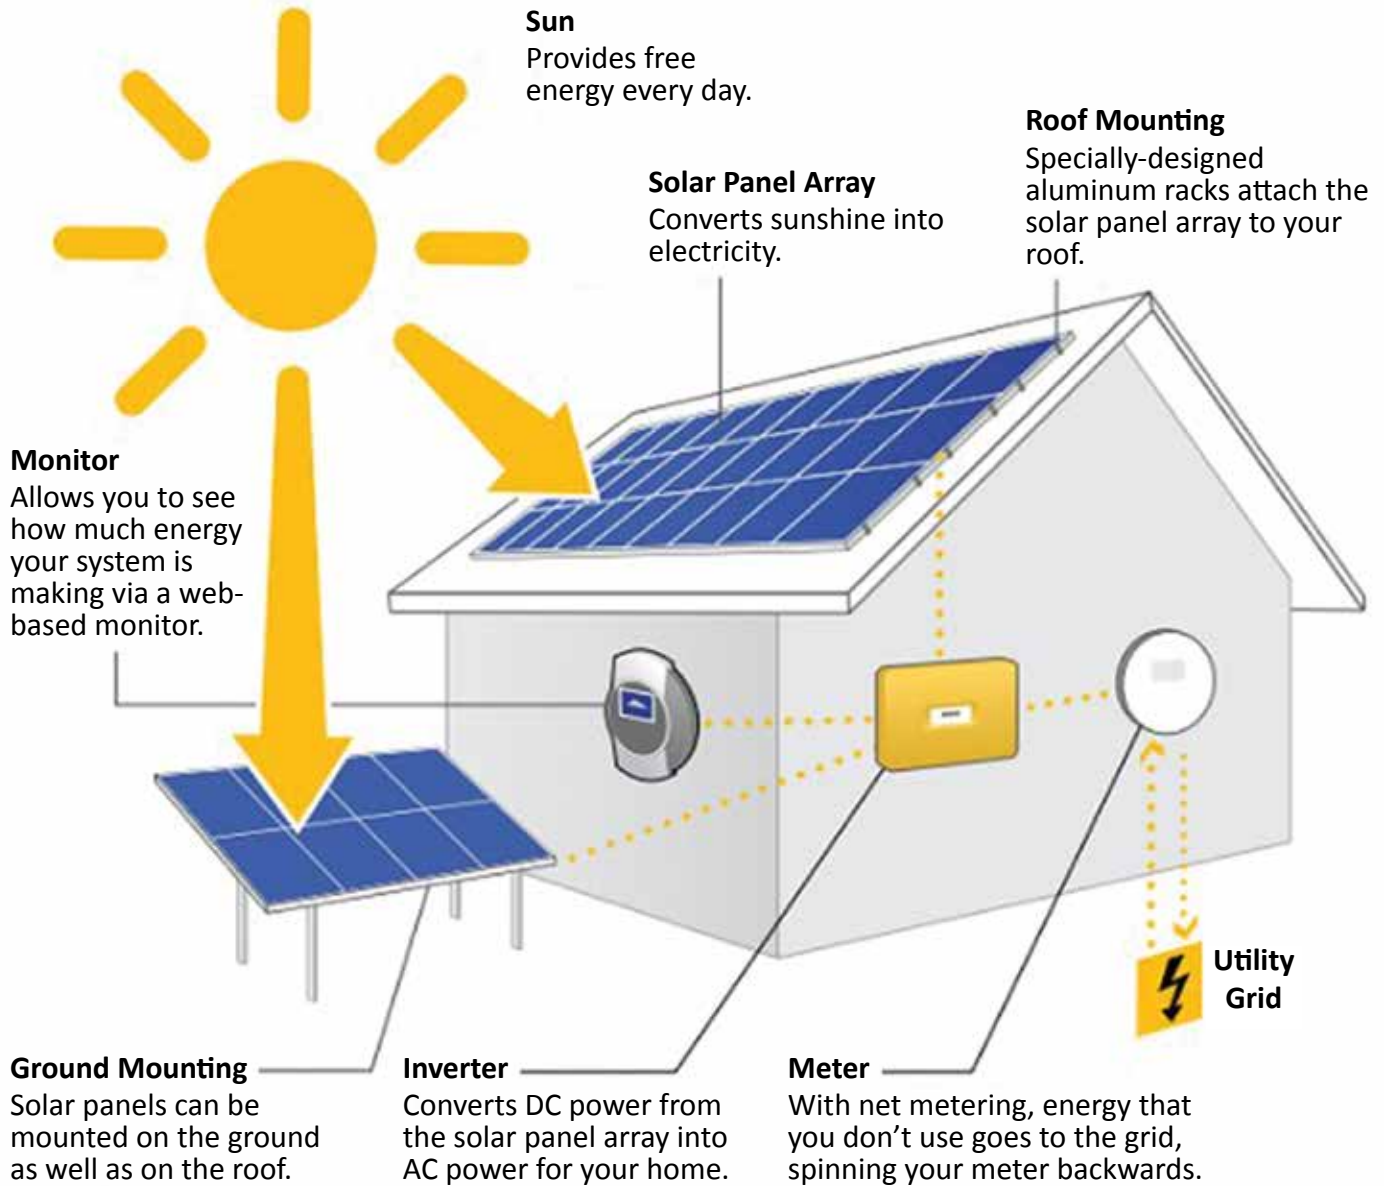 Sun
Provides free
energy every day.
Roof Mounting
Specially-designed
aluminum racks attach the
solar panel array to your
roof.
Solar Panel Array
Converts sunshine into
electricity.
Monitor
Allows you to see
how much energy
your system is
making via a web-
based monitor.
Utility
Grid
Ground Mounting
Solar panels can be
mounted on the ground
as well as on the roof.
Inverter
Converts DC power from
the solar panel array into
AC power for your home.
Meter
With net metering, energy that
you don’t use goes to the grid,
spinning your meter backwards.